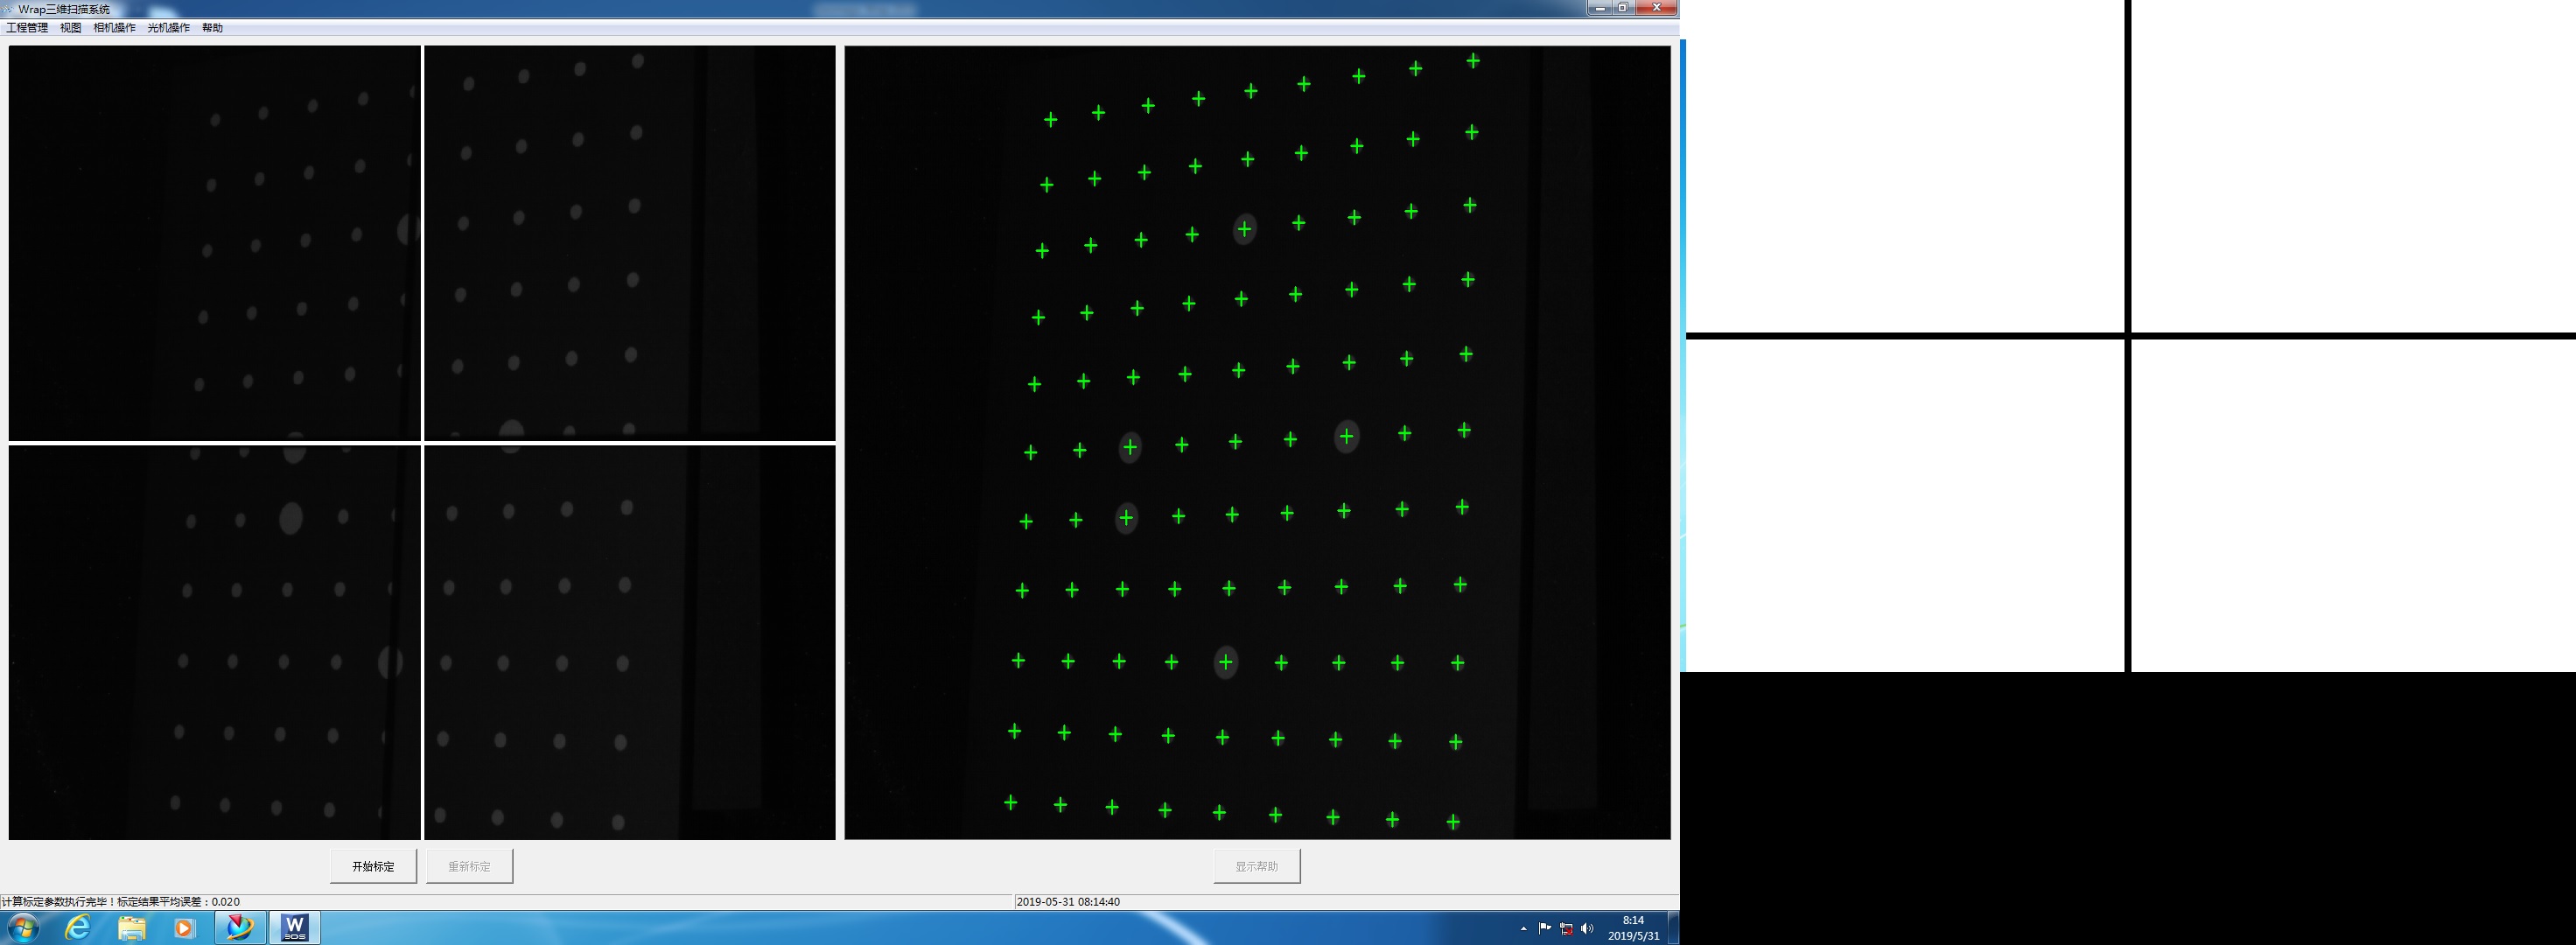 Wrap三维扫描系统
工程管理 视图 相机操作 光机操作 帮助
开始标定 重新标定 显示帮助
计算标定参数执行完毕！标定结果平均误差：0.020 2019-05-31 08:14:40
W
3DS
8:14
2019/5/31